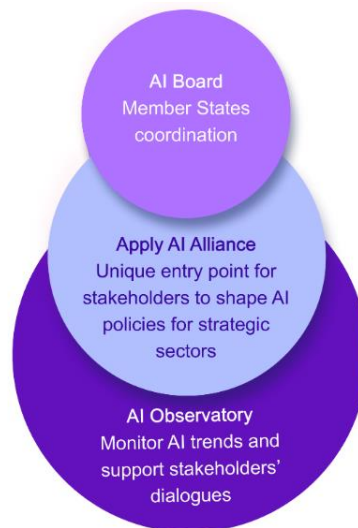 AI Board
Member States
coordination
Apply AI Alliance
Unique entry point for
stakeholders to shape AI
policies for strategic
sectors
AI Observatory
Monitor AI trends and
support stakeholders’
dialogues